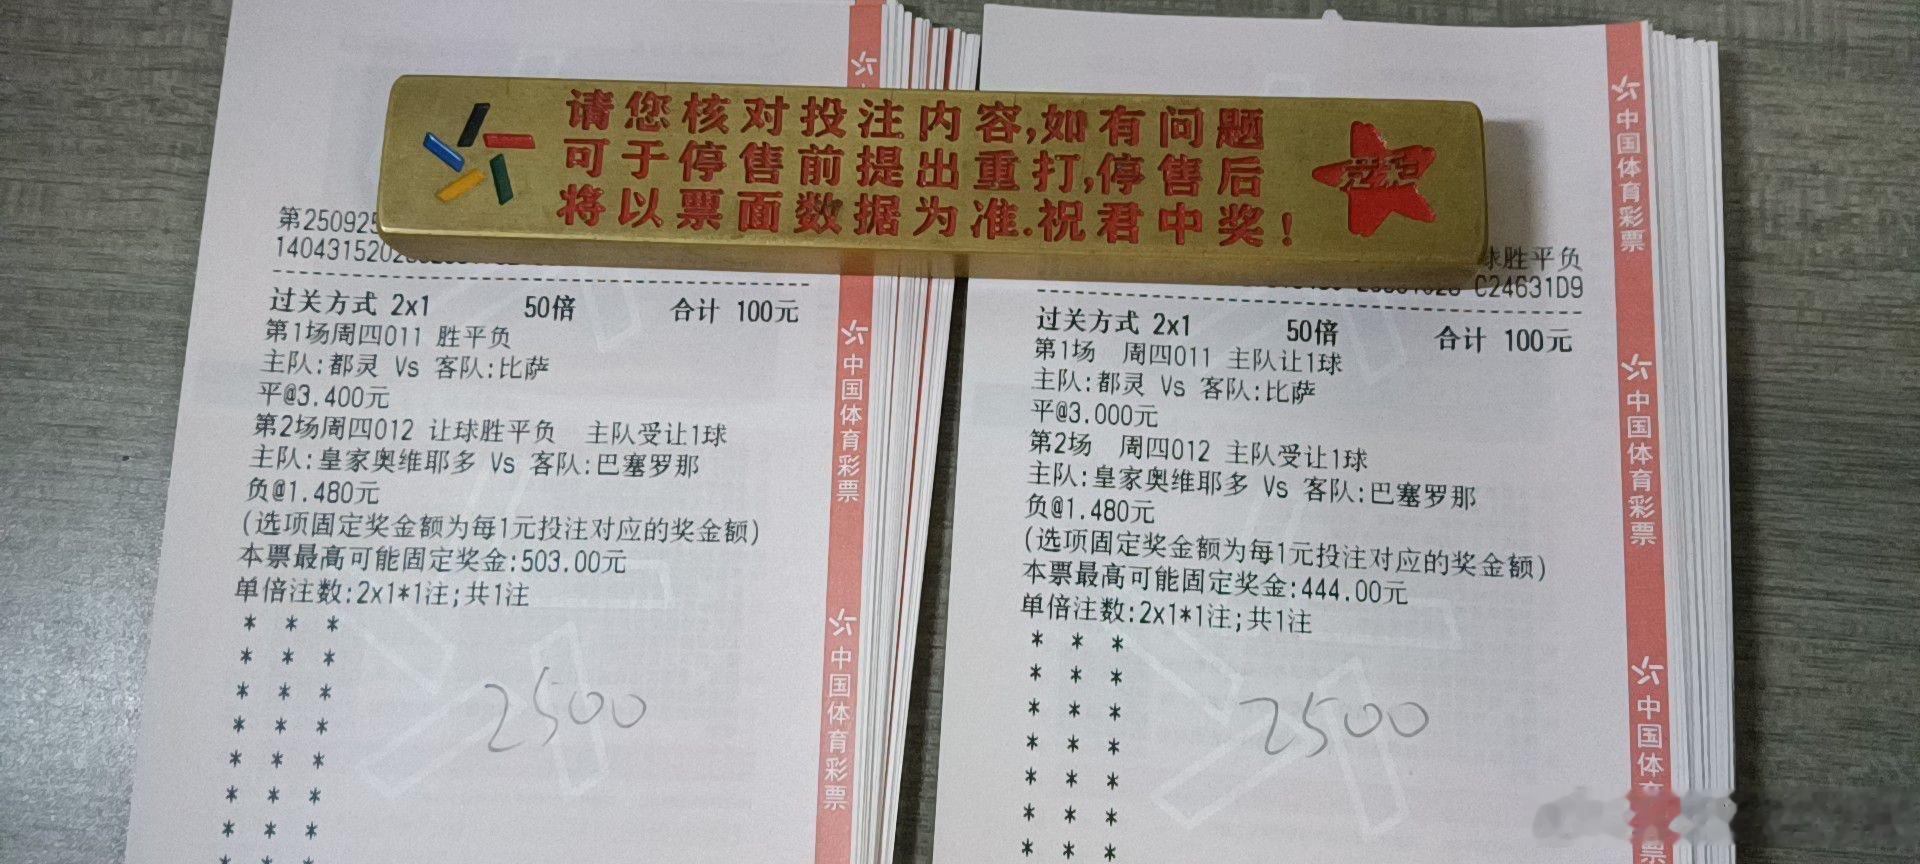 请您核对投注内容,如有问题
可于停售前提出重打,停售后
将以票面数据为准.祝君中奖!
第250925
14043152020
过关方式 2x1 50倍 合计 100元
第1场周四011 胜平负
主队:都灵 Vs 客队:比萨
平@3.400元
第2场周四012 让球胜平负 主队受让1球
主队:皇家奥维耶多 Vs 客队:巴塞罗那
负@1.480元
(选项固定奖金额为每1元投注对应的奖金额)
本票最高可能固定奖金:503.00元
单倍注数:2x1*1注;共1注
* * *
* * *
* * *
* * *
* * *
* * *
* * *
* *
2500
中国体育彩票
中国体育彩票
球胜平负
C24631D9
过关方式 2x1 50倍 合计 100元
第1场 周四011 主队让1球
主队:都灵 Vs 客队:比萨
平@3.000元
第2场 周四012 主队受让1球
主队:皇家奥维耶多 Vs 客队:巴塞罗那
负@1.480元
(选项固定奖金额为每1元投注对应的奖金额)
本票最高可能固定奖金:444.00元
单倍注数:2x1*1注;共1注
* * *
* * *
* * *
* * *
* * *
* * *
* * *
2500
中国体育彩票
中国体育彩票
中国体育彩票